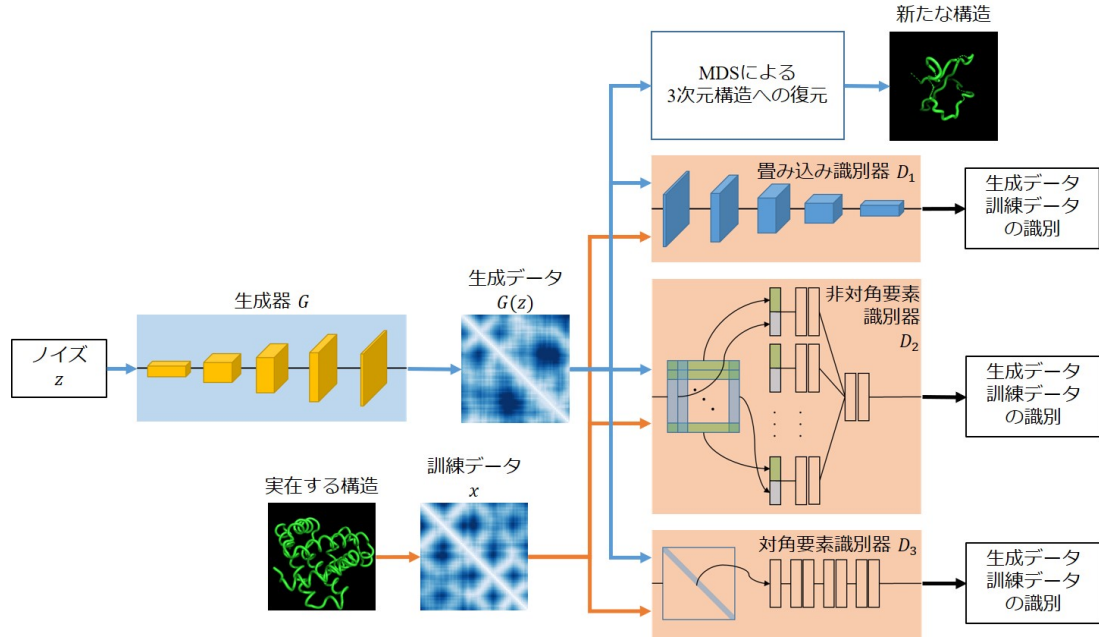 新たな構造
MDSによる
3次元構造への復元
畳み込み識別器 D1
生成データ
訓練データ
の識別
生成データ
G(z)
生成器 G
ノイズ
z
非対角要素
識別器
D2
生成データ
訓練データ
の識別
訓練データ
x
実在する構造
対角要素識別器 D3
生成データ
訓練データ
の識別